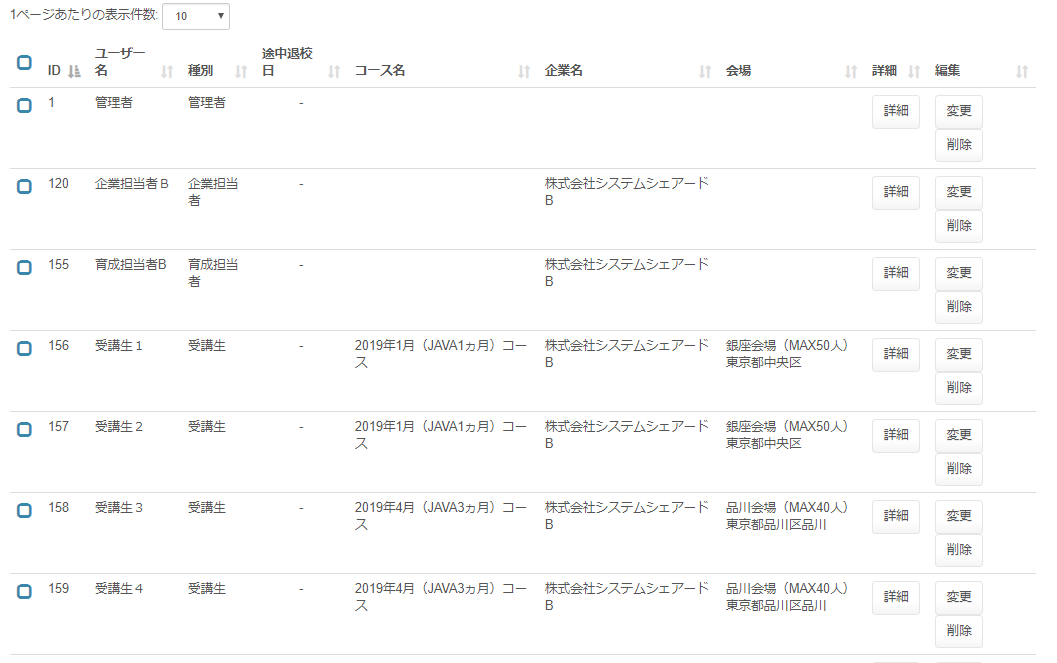 1ページあたりの表示件数: 10
ID ユーザー名 種別 途中退校日 コース名 企業名 会場 詳細 編集
1 管理者 管理者 - 詳細 変更
削除
120 企業担当者Ｂ 企業担当者 - 株式会社システムシェアードB 詳細 変更
削除
155 育成担当者B 育成担当者 - 株式会社システムシェアードB 詳細 変更
削除
156 受講生１ 受講生 - 2019年1月（JAVA1ヵ月）コース 株式会社システムシェアードB 銀座会場（MAX50人）東京都中央区 詳細 変更
削除
157 受講生２ 受講生 - 2019年1月（JAVA1ヵ月）コース 株式会社システムシェアードB 銀座会場（MAX50人）東京都中央区 詳細 変更
削除
158 受講生３ 受講生 - 2019年4月（JAVA3ヵ月）コース 株式会社システムシェアードB 品川会場（MAX40人）東京都品川区品川 詳細 変更
削除
159 受講生４ 受講生 - 2019年4月（JAVA3ヵ月）コース 株式会社システムシェアードB 品川会場（MAX40人）東京都品川区品川 詳細 変更
削除